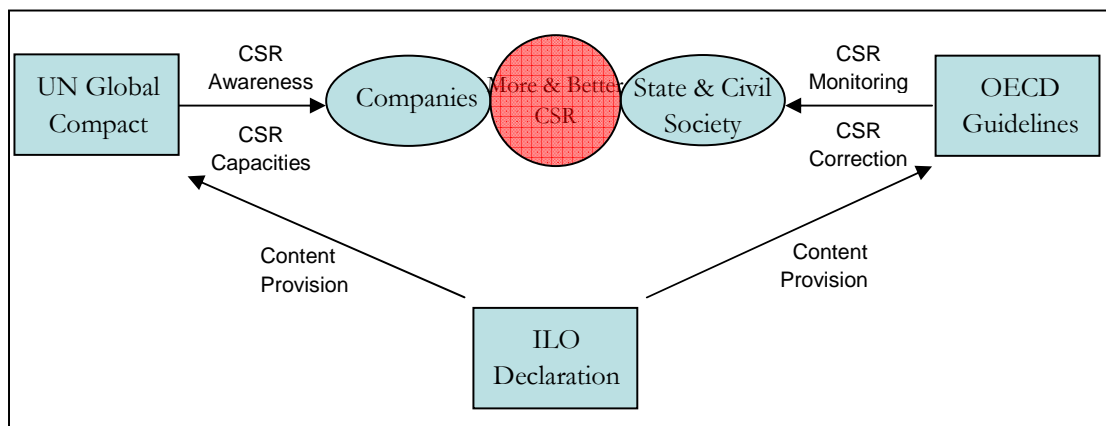 UN Global
Compact
CSR
Awareness
CSR
Capacities
Companies
More & Better
CSR
State & Civil
Society
CSR
Monitoring
CSR
Correction
OECD
Guidelines
Content
Provision
Content
Provision
ILO
Declaration